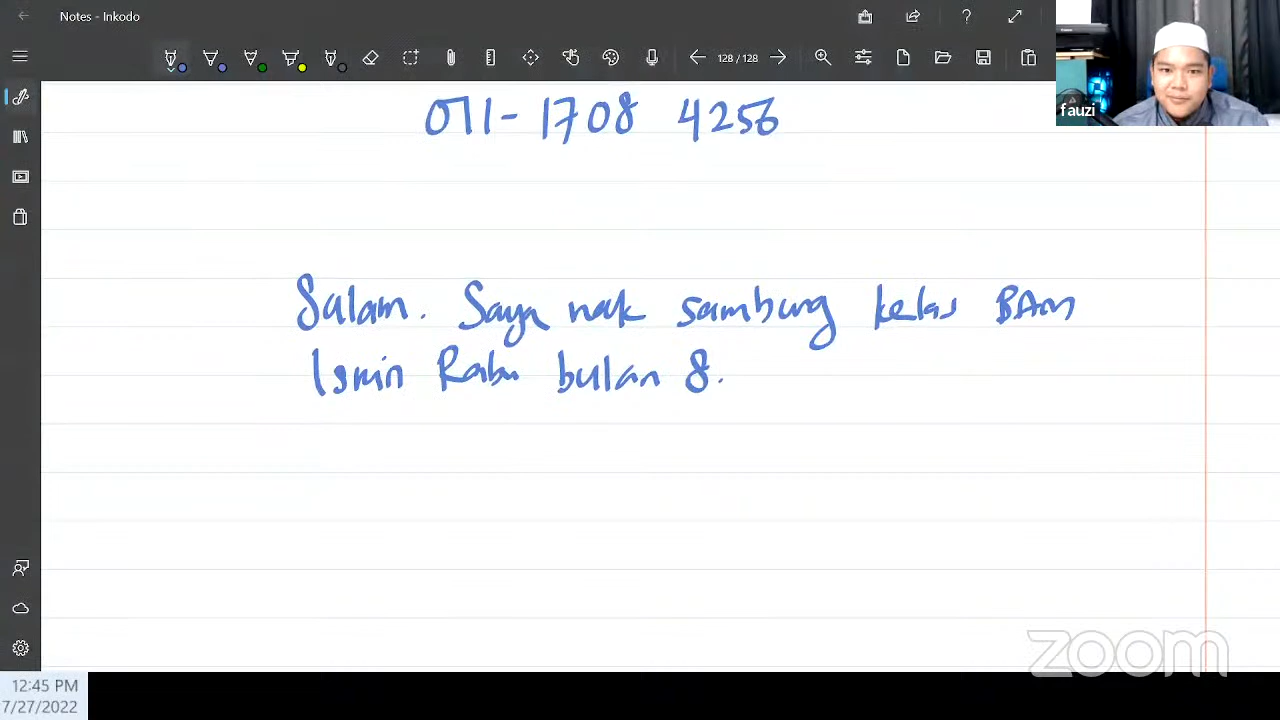 Notes - Inkodo
128 / 128
fauzi
011-1708 4256
Salam. Saya nak sambung kelas BAM
Isnin Rabu bulan 8.
zoom
12:45 PM
7/27/2022